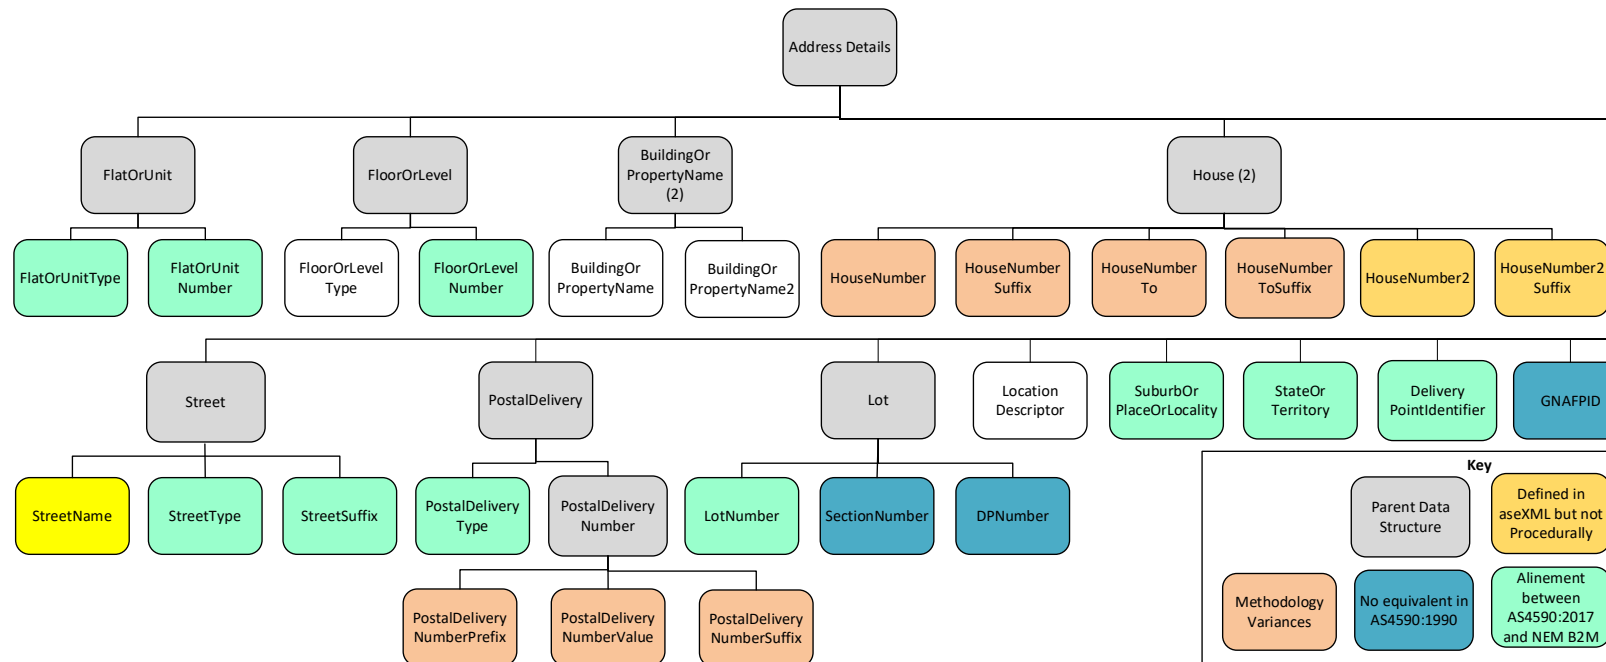 Address Details
FlatOrUnit
FloorOrLevel
BuildingOr
PropertyName
(2)
House (2)
FlatOrUnitType
FlatOrUnit
Number
FloorOrLevel
Type
FloorOrLevel
Number
BuildingOr
PropertyName
BuildingOr
PropertyName2
HouseNumber
HouseNumber
Suffix
HouseNumber
To
HouseNumber
ToSuffix
HouseNumber2
HouseNumber2
Suffix
Street
PostalDelivery
Lot
Location
Descriptor
SuburbOr
PlaceOrLocality
StateOr
Territory
Delivery
PointIdentifier
GNAFPID
StreetName
StreetType
StreetSuffix
PostalDelivery
Type
PostalDelivery
Number
LotNumber
SectionNumber
DPNumber
PostalDelivery
NumberPrefix
PostalDelivery
NumberValue
PostalDelivery
NumberSuffix
Key
Parent Data
Structure
Defined in
aseXML but not
Procedurally
Methodology
Variances
No equivalent in
AS4590:1990
Alinement
between
AS4590:2017
and NEM B2M